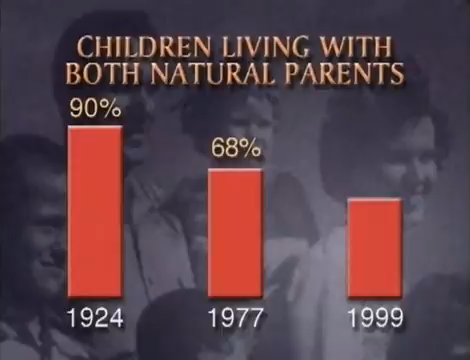 CHILDREN LIVING WITH
BOTH NATURAL PARENTS
90%
68%
1924
1977
1999